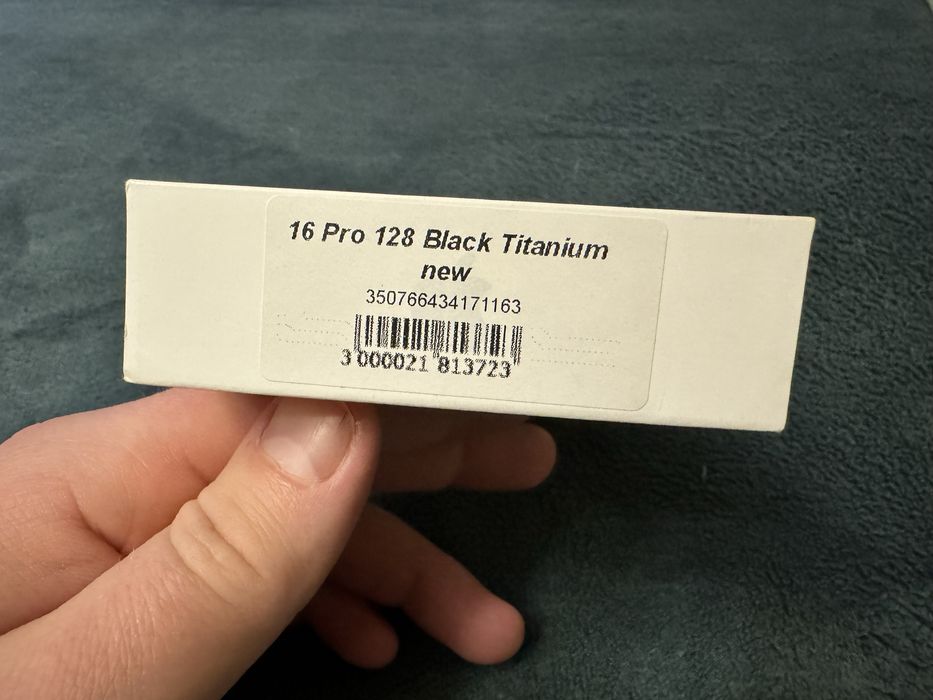 16 Pro 128 Black Titanium
new
350766434171163
3 000021 813723